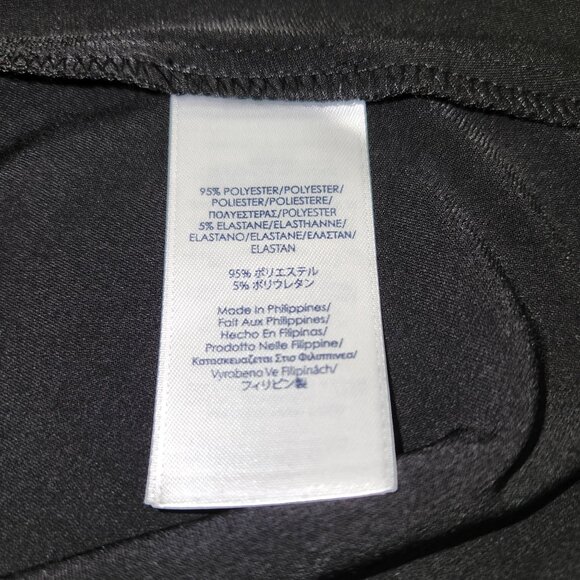 95% POLYESTER/POLYESTER/
POLIESTER/POLIESTERE/
ΠΟΛΥΕΣΤΕΡΑΣ/POLYESTER
5% ELASTANE/ELASTHANNE/
ELASTANO/ELASTANE/ΕΛΑΣΤΑΝ/
ELASTAN
95% ポリエステル
5% ポリウレタン
Made In Philippines/
Fait Aux Philippines/
Hecho En Filipinas/
Prodotto Nelle Filippine/
Κατασκευαζεται Στισ Φιλιππινεσ/
Vyrobeno Ve Filipínách/
フィリピン製